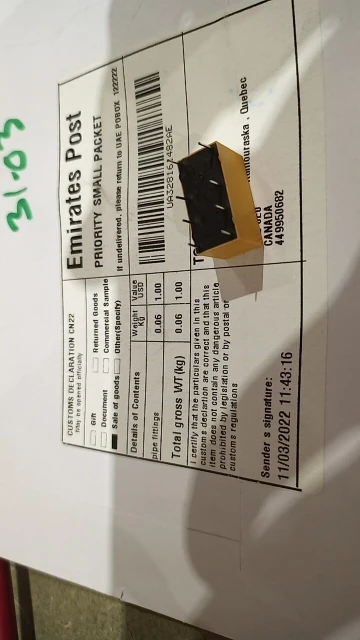 31-03
Emirates Post
PRIORITY SMALL PACKET
If undelivered, please return to UAE POBOX 122222
Quebec
CANADA
449950682
CUSTOMS DECLARATION CN22
May be opened officially
Gift
Returned Goods
Document
Commercial Sample
Sale of goods
Other(Specify)
Details of Contents
Weight KG
Value USD
pipe fittings
0.06
1.00
Total gross WT(kg)
0.06
1.00
I certify that the particulars given in this
customs declartion are correct and that this
item does not contain any dangerous article
prohibited by legislation or by postal or
customs regulations
Sender s signature:
11/03/2022 11:43:16